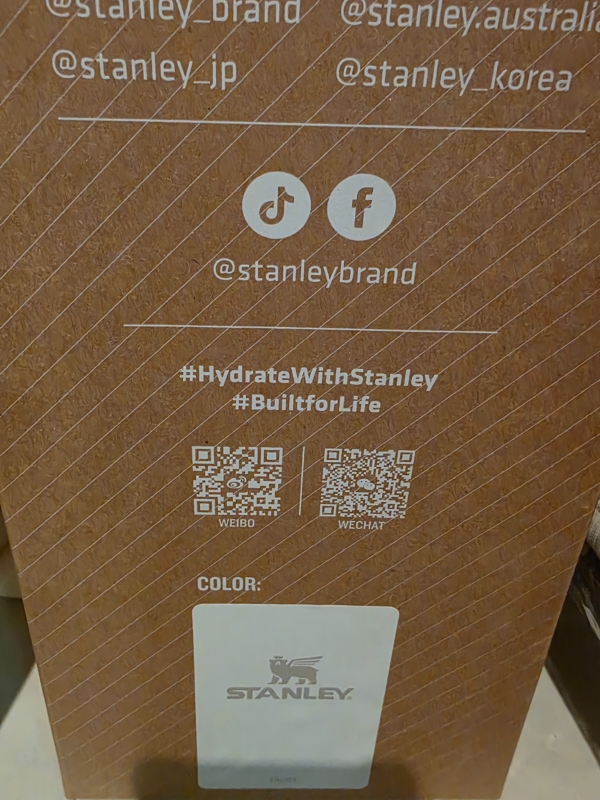 @stanley_brand @stanley.australia
@stanley_jp @stanley_korea
@stanleybrand
#HydrateWithStanley
#BuiltforLife
WEIBO WECHAT
COLOR:
STANLEY